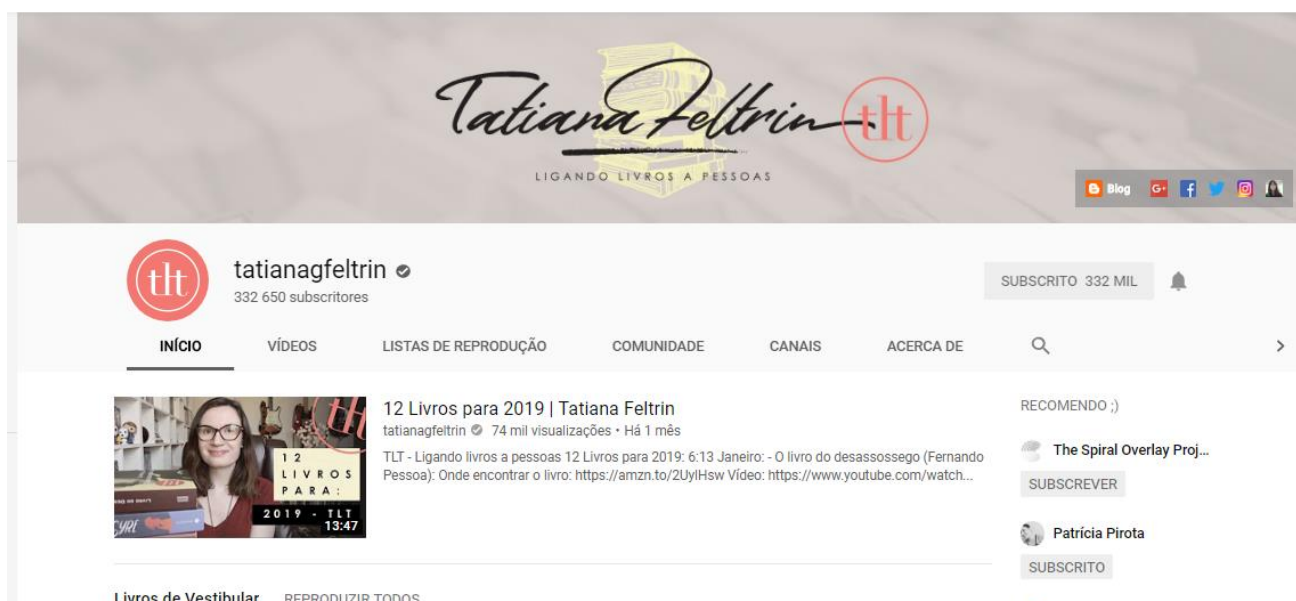 Tatiana Feltrin tlt
LIGANDO LIVROS A PESSOAS
Blog G+
tlt
tatianagfeltrin
332 650 subscritores
SUBSCRITO 332 MIL
INÍCIO VÍDEOS LISTAS DE REPRODUÇÃO COMUNIDADE CANAIS ACERCA DE
12 LIVROS PARA:
2019 - TLT
13:47
12 Livros para 2019 | Tatiana Feltrin
tatianagfeltrin 74 mil visualizações • Há 1 mês
TLT - Ligando livros a pessoas 12 Livros para 2019: 6:13 Janeiro: - O livro do desassossego (Fernando
Pessoa): Onde encontrar o livro: https://amzn.to/2UylHsw Vídeo: https://www.youtube.com/watch...
RECOMENDO ;)
The Spiral Overlay Proj...
SUBSCREVER
Patrícia Pirota
SUBSCRITO
Livros de Vestibular REPRODUZIR TODOS